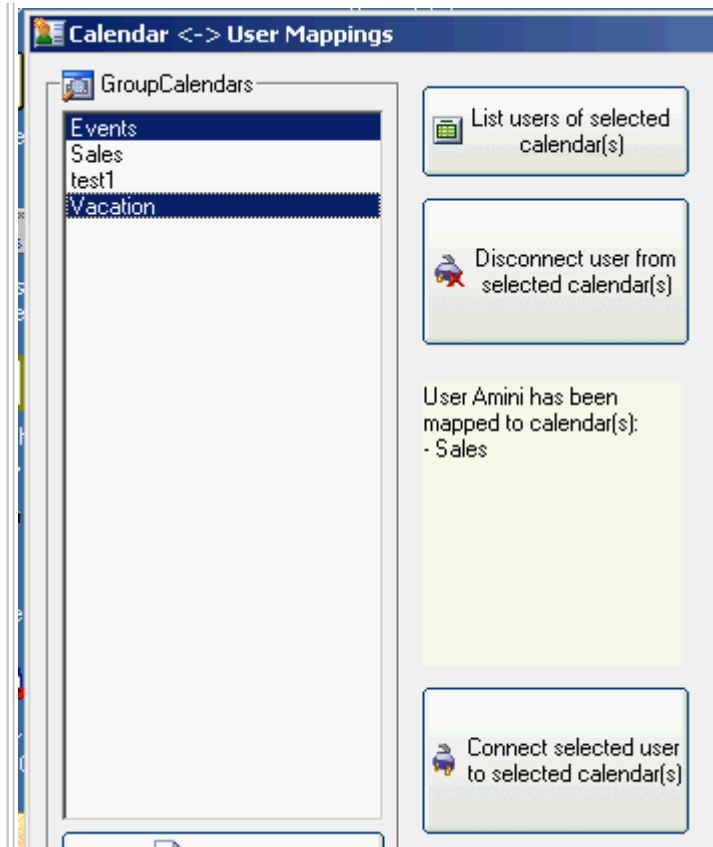 Calendar <-> User Mappings
GroupCalendars
Events
Sales
test1
Vacation
List users of selected
calendar(s)
Disconnect user from
selected calendar(s)
User Amini has been
mapped to calendar(s):
- Sales
Connect selected user
to selected calendar(s)